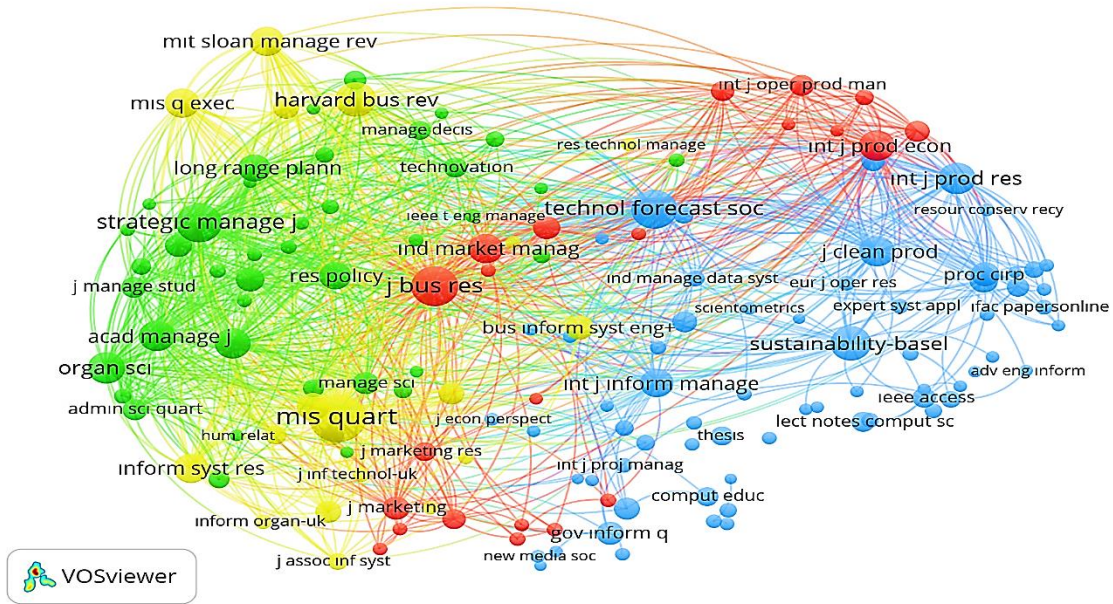 mit sloan manage rev
int j oper prod man
mis q exec
harvard bus rev
manage decis
res technol manage
int j prod econ
long range plann
technovation
int j prod res
strategic manage j
ieee t eng manage
technol forecast soc
resour conserv recy
ind market manag
j clean prod
j manage stud
res policy
j bus res
ind manage data syst
eur j oper res
proc cirp
scientometrics
expert syst appl
ifac papersonline
acad manage j
bus inform syst eng+
sustainability-basel
organ sci
manage sci
int j inform manage
adv eng inform
admin sci quart
mis quart
j econ perspect
ieee access
lect notes comput sc
hum relat
j marketing res
thesis
inform syst res
j inf technol-uk
int j proj manag
comput educ
inform organ-uk
j marketing
gov inform q
j assoc inf syst
new media soc
VOSviewer